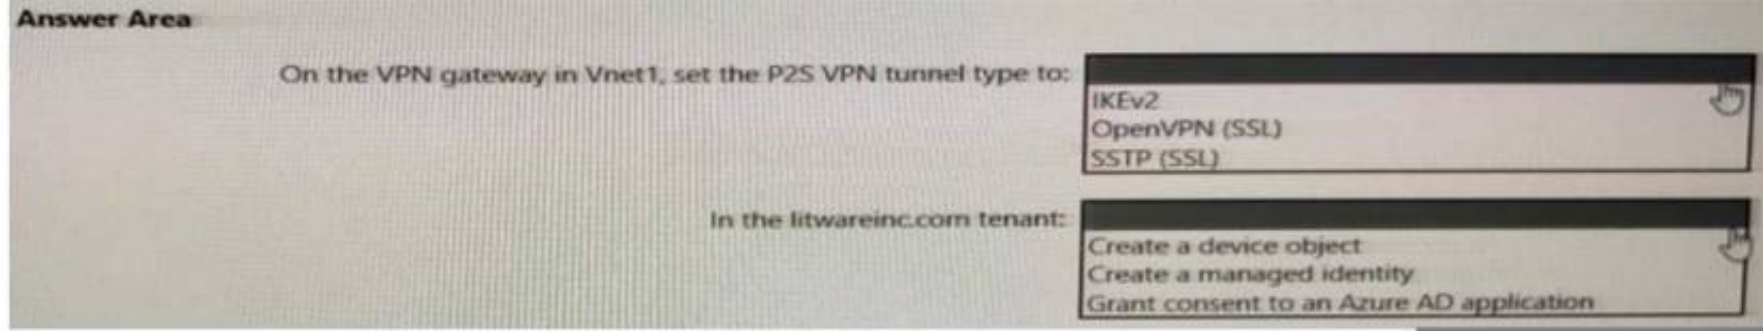 Answer Area
On the VPN gateway in Vnet1, set the P2S VPN tunnel type to:
IKEv2
OpenVPN (SSL)
SSTP (SSL)
In the litwareinc.com tenant:
Create a device object
Create a managed identity
Grant consent to an Azure AD application